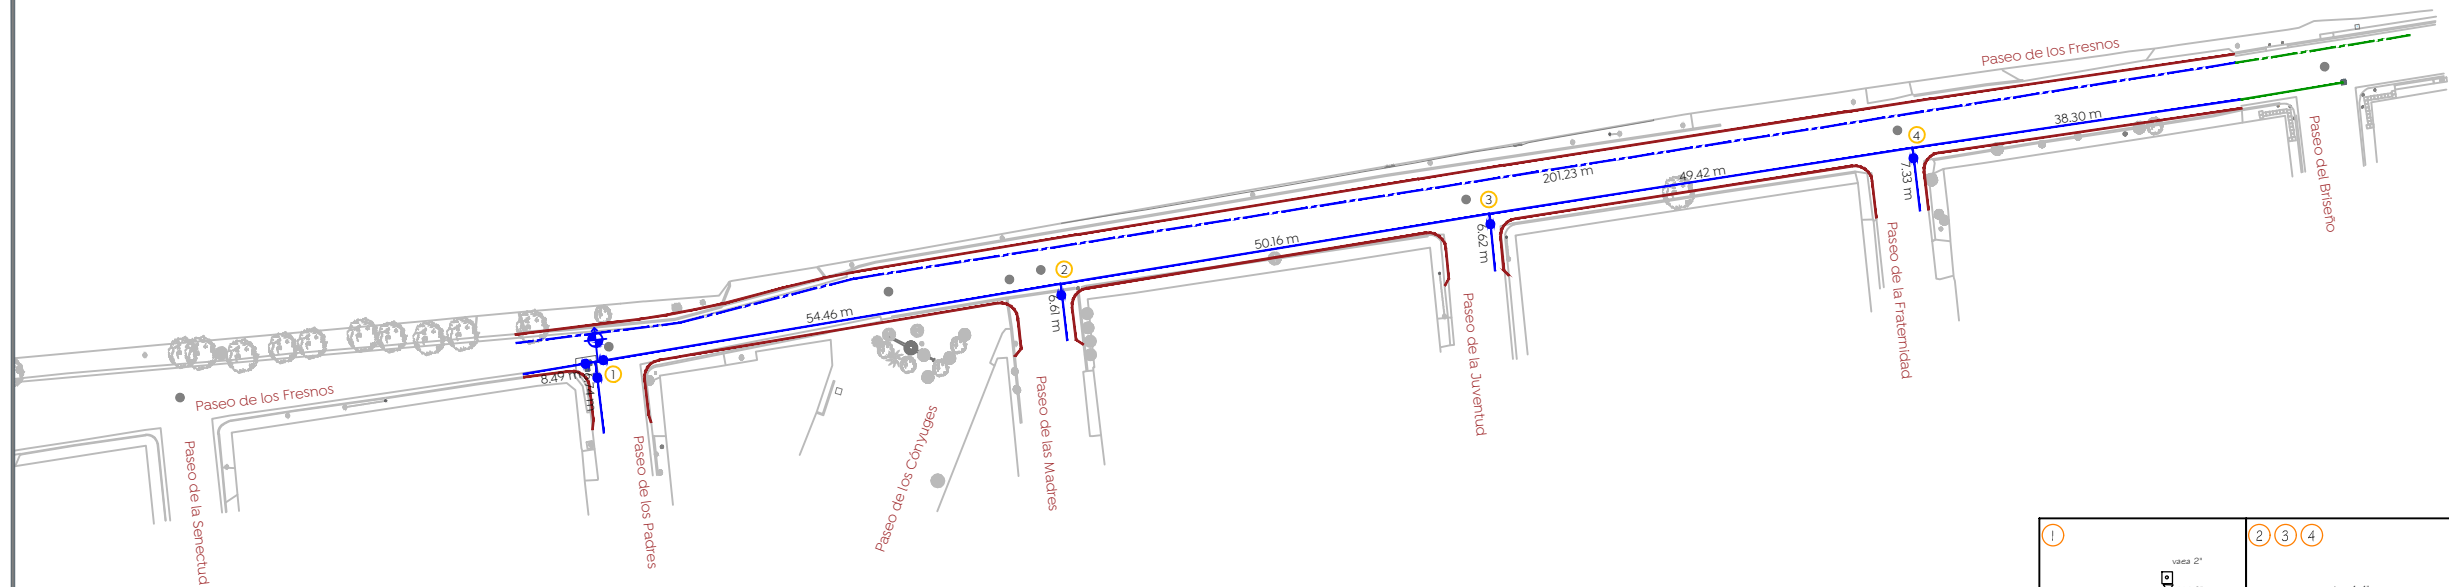 Paseo de los Fresnos
38.30 m
4
Paseo del Briseño
201.23 m
49.42 m
7.33 m
3
50.16 m
6.62 m
Paseo de la Fraternidad
2
54.46 m
6.61 m
Paseo de la Juventud
1
8.49 m
Paseo de los Fresnos
Paseo de las Madres
Paseo de los Cónyuges
Paseo de los Padres
Paseo de la Senectud
1
2 3 4
vaea 2"